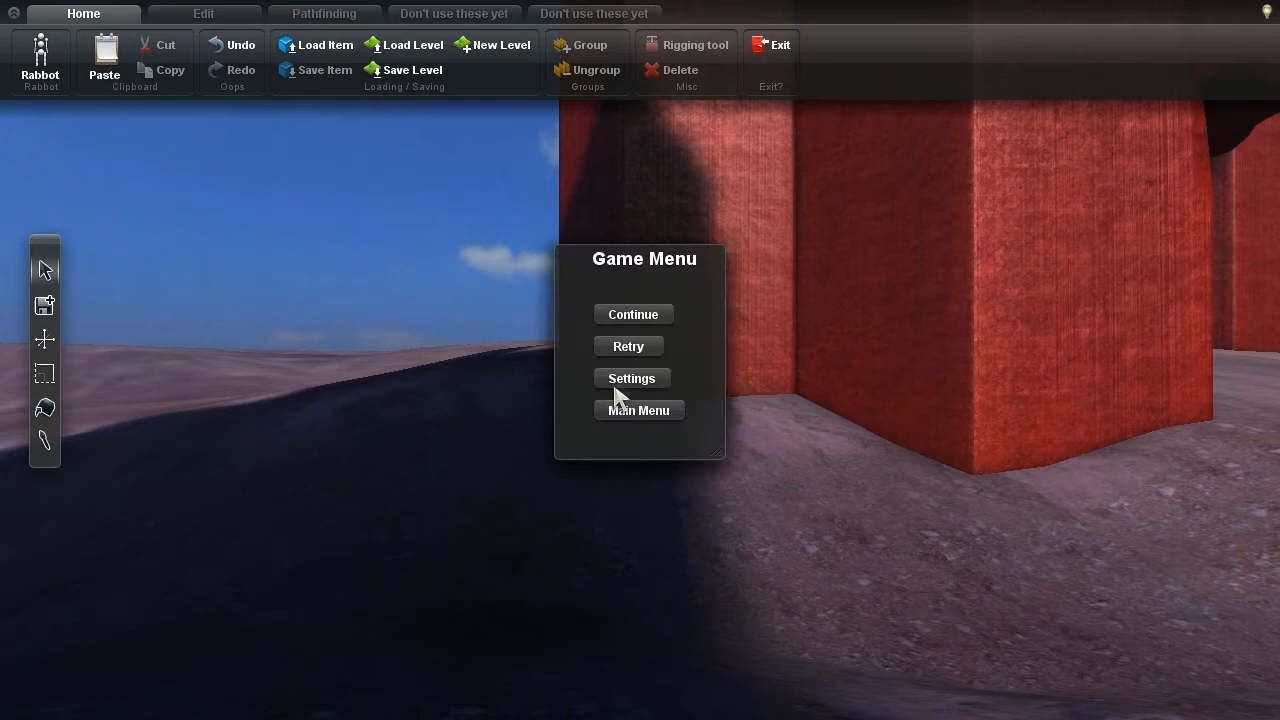 Home Edit Pathfinding Don't use these yet Don't use these yet
Rabbot
Rabbot
Paste Cut
Copy
Clipboard
Undo
Redo
Oops
Load Item Load Level New Level
Save Item Save Level
Loading / Saving
Group
Ungroup
Groups
Rigging tool
Delete
Misc
Exit
Exit?
Game Menu
Continue
Retry
Settings
Main Menu